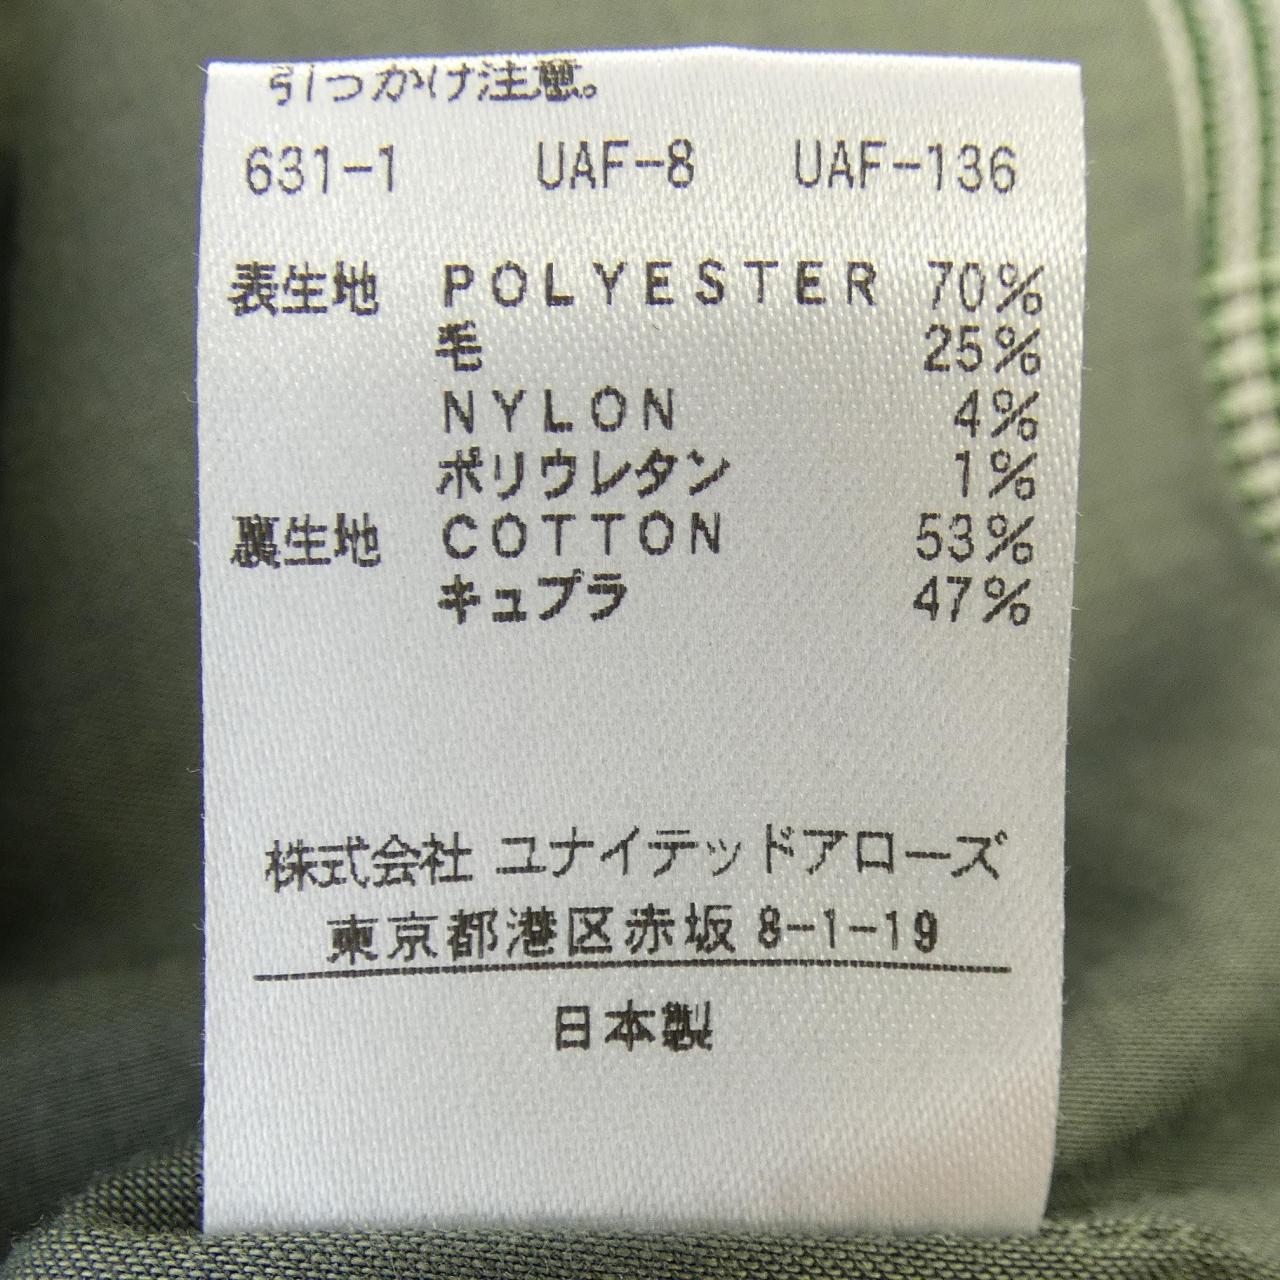 引っかけ注意。
631-1 UAF-8 UAF-136
表生地 POLYESTER 70%
毛 25%
NYLON 4%
ポリウレタン 1%
裏生地 COTTON 53%
キュプラ 47%
株式会社 ユナイテッドアローズ
東京都港区赤坂 8-1-19
日本製